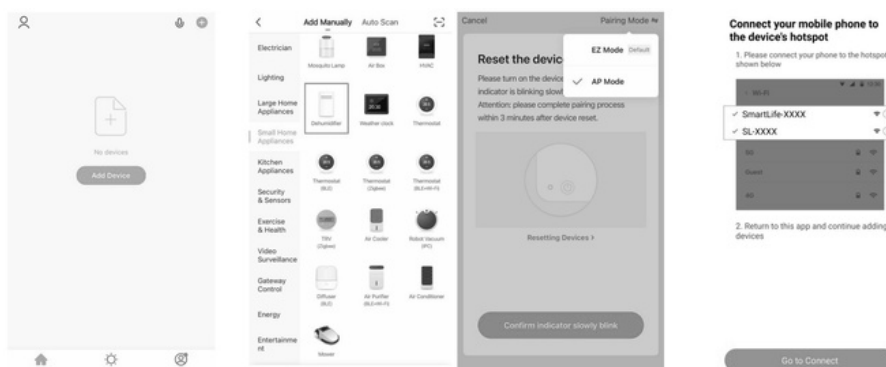 No devices
Add Device
Add Manually Auto Scan
Electrician
Lighting
Large Home
Appliances
Small Home
Appliances
Kitchen
Appliances
Security
& Sensors
Exercise
& Health
Video
Surveillance
Gateway
Control
Energy
Entertainme
nt
Mosquito Lamp Air Box HVAC
Dehumidifier Weather clock Thermostat
Thermostat
(BLE)
Thermostat
(Zigbee)
Thermostat
(BLE+Wi-Fi)
TRV
(Zigbee)
Air Cooler
Robot Vacuum
(IPC)
Diffuser
(BLE)
Air Purifier
(BLE+Wi-Fi)
Air Conditioner
Mower
Cancel Pairing Mode
EZ Mode Default
AP Mode
Reset the devic
Please turn on the device
indicator is blinking slowl
Attention: please complete pairing process
within 3 minutes after device reset.
Resetting Devices >
Confirm indicator slowly blink
Connect your mobile phone to
the device's hotspot
1. Please connect your phone to the hotspot
shown below
Wi-Fi
SmartLife-XXXX
SL-XXXX
Guest
2. Return to this app and continue adding
devices
Go to Connect